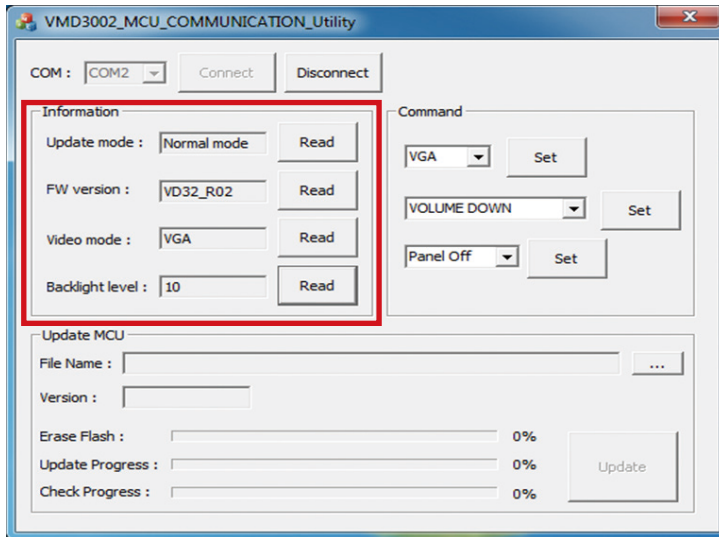 VMD3002_MCU_COMMUNICATION_Utility
COM : COM2 Connect Disconnect
Information
Update mode : Normal mode Read
FW version : VD32_R02 Read
Video mode : VGA Read
Backlight level : 10 Read
Command
VGA Set
VOLUME DOWN Set
Panel Off Set
Update MCU
File Name : ...
Version :
Erase Flash : 0%
Update Progress : 0%
Check Progress : 0%
Update